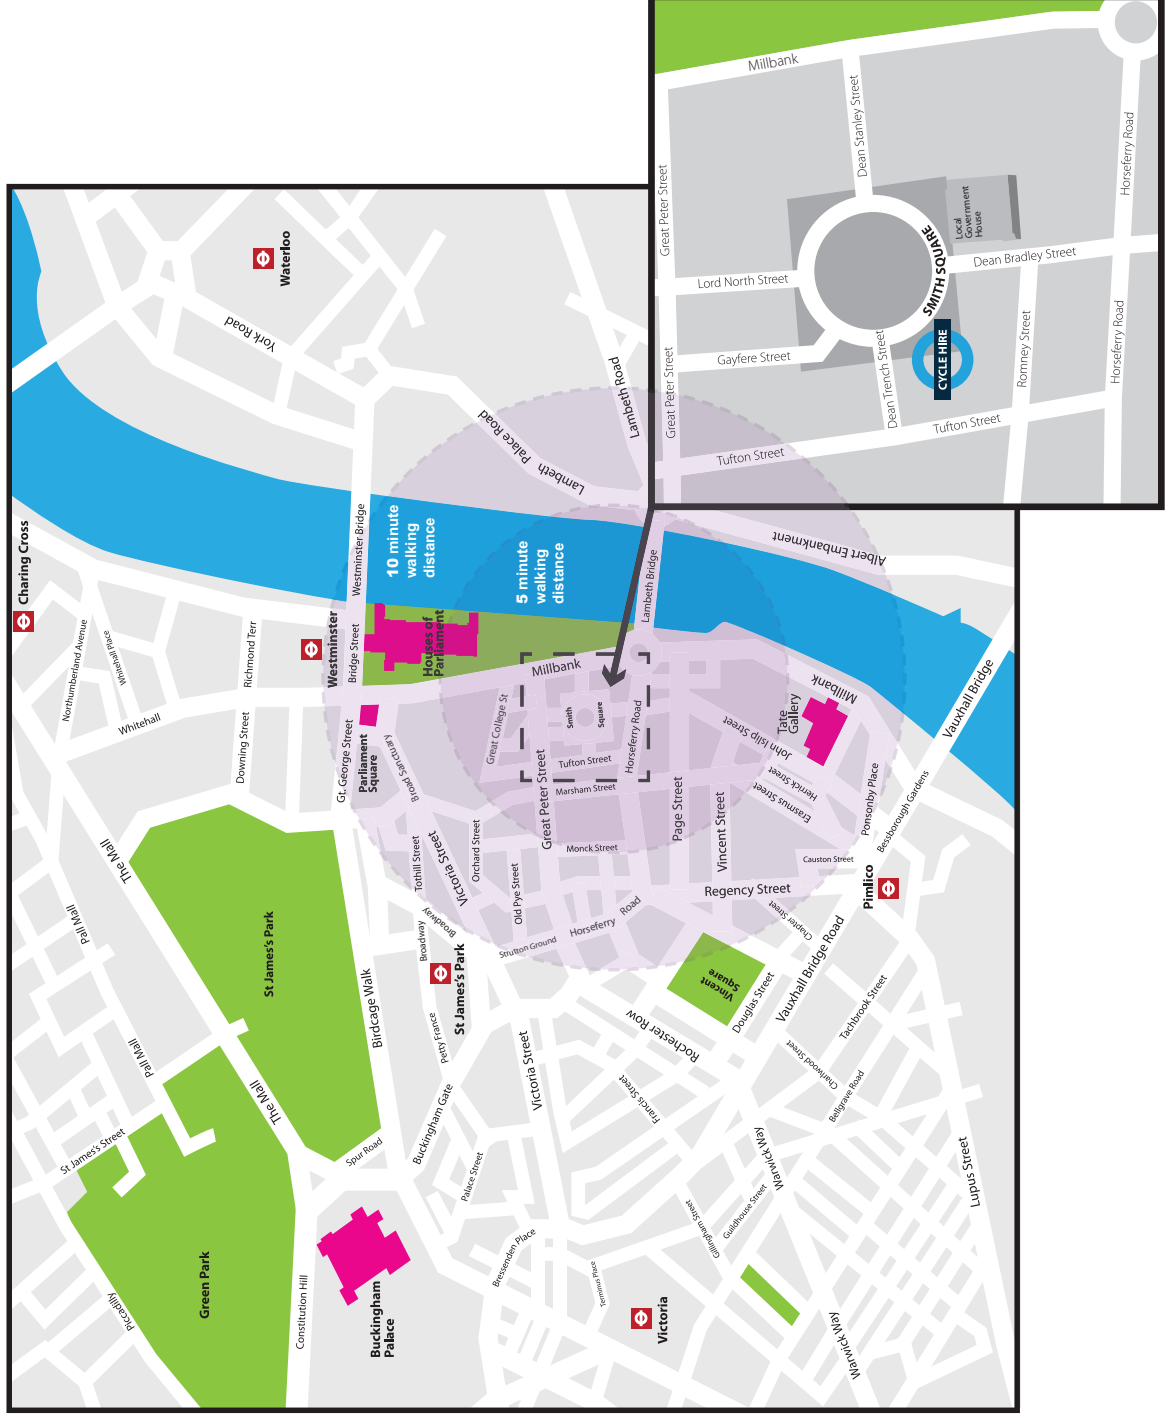 Millbank
Dean Stanley Street
Great Peter Street
Horseferry Road
Local
Government
House
SMITH SQUARE
Dean Bradley Street
Lord North Street
Gayfere Street
Great Peter Street
Dean Trench Street
CYCLE HIRE
Romney Street
Horseferry Road
Tufton Street
Tufton Street
Waterloo
York Road
Lambeth Road
Lambeth
Palace Road
Albert Embankment
Charing Cross
Westminster Bridge
10 minute
walking
distance
5 minute
walking
distance
Lambeth Bridge
Westminster
Bridge Street
Houses of
Parliament
Northumberland Avenue
Whitehall Place
Richmond Terr
Whitehall
Downing Street
Gt. George Street
Parliament
Square
Broad Sanctuary
Great College St
Millbank
Smith
Square
Horseferry Road
Tufton Street
Marsham Street
Great Peter Street
Monck Street
Page Street
Vincent Street
John Islip Street
Tate
Gallery
Millbank
Herrick Street
Erasmus Street
Ponsonby Place
Causton Street
Bessborough Gardens
Vauxhall Bridge
Pimlico
Regency Street
Chapter Street
Vauxhall Bridge Road
Tothill Street
Victoria Street
Orchard Street
Old Pye Street
Broadway
Broadway
Strutton Ground
Horseferry
Road
St James's Park
The Mall
Pall Mall
St James's Park
Birdcage Walk
Petty France
Victoria Street
Rochester Row
Vincent
Square
Douglas Street
Tachbrook Street
Charlwood Street
Bellgrave Road
Francis Street
Pall Mall
The Mall
St James's Street
Spur Road
Buckingham Gate
Palace Street
Warwick Way
Guildhouse Street
Gillingham Street
Lupus Street
Green Park
Piccadilly
Constitution Hill
Buckingham
Palace
Bressenden Place
Terminus Place
Victoria
Warwick Way